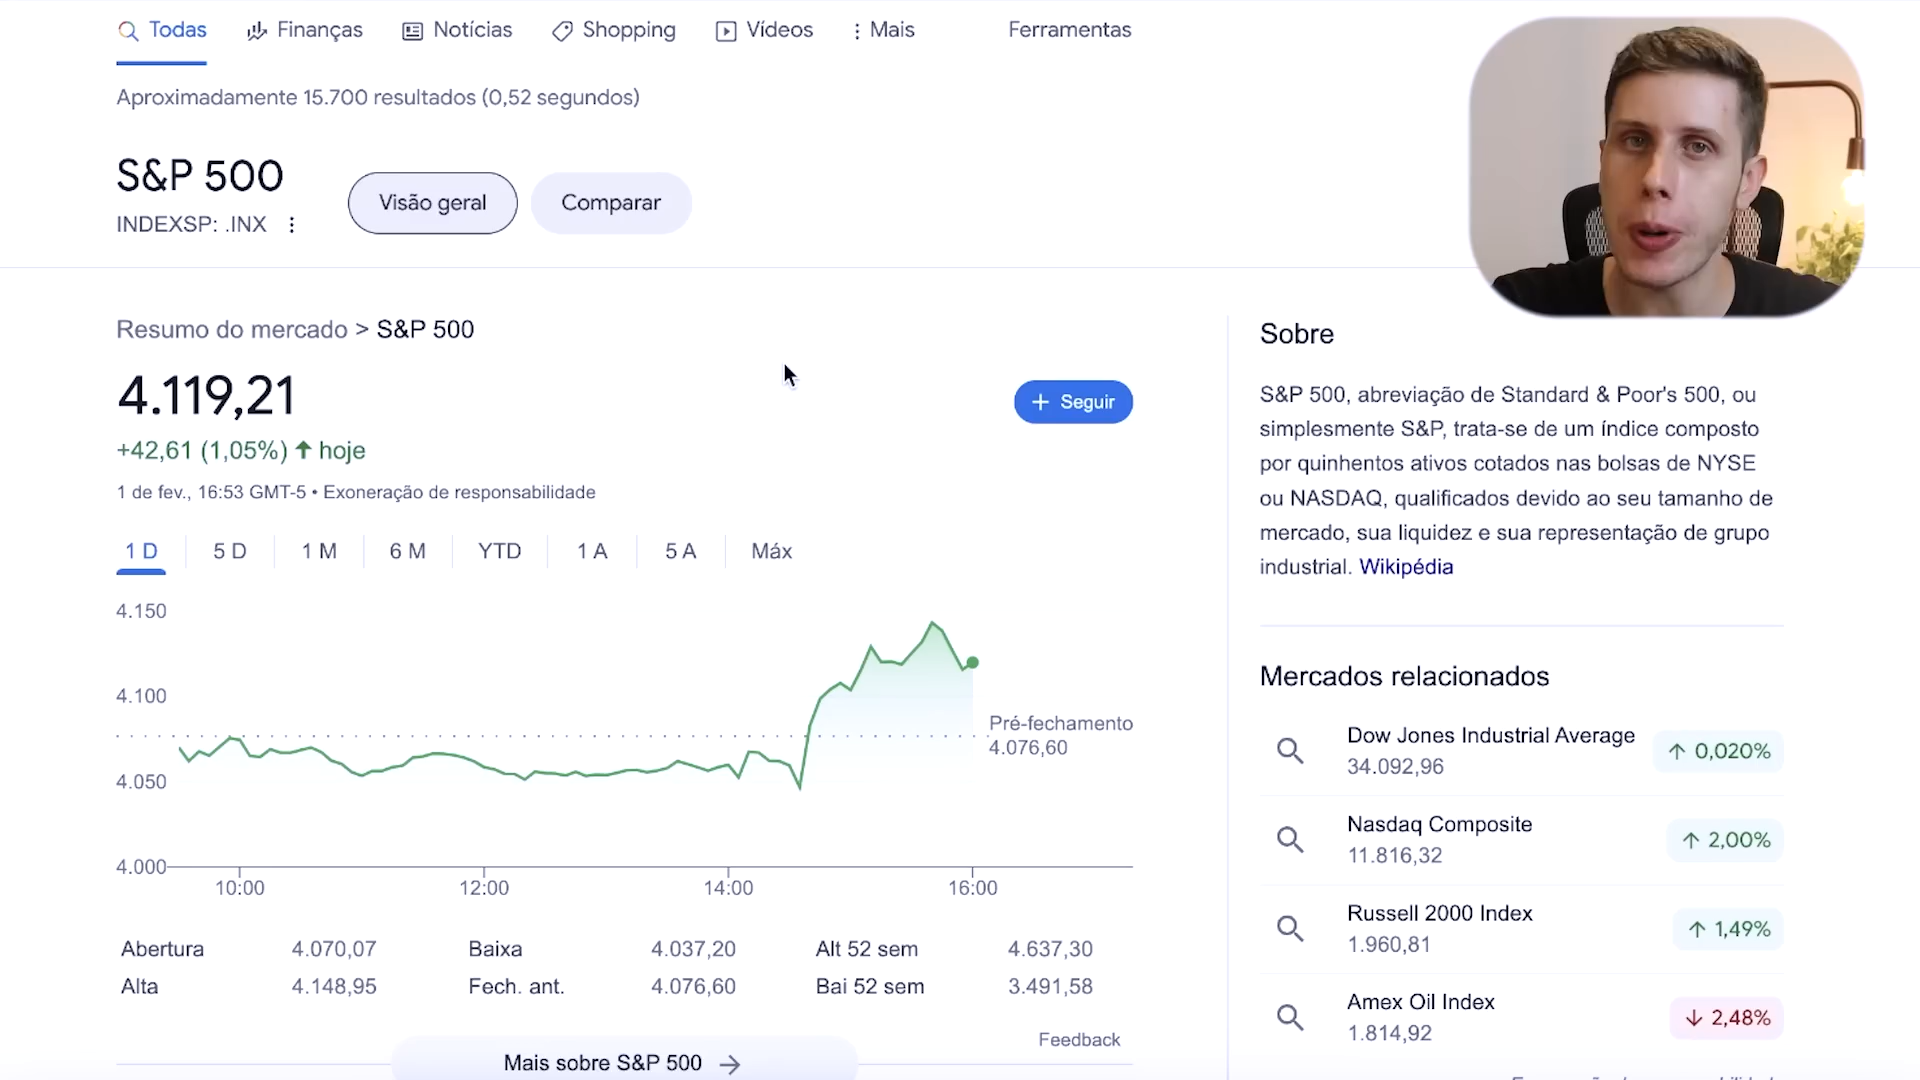 Todas
Finanças
Notícias
Shopping
Vídeos
Mais
Ferramentas
Aproximadamente 15.700 resultados (0,52 segundos)
S&P 500
INDEXSP: .INX
Visão geral
Comparar
Resumo do mercado > S&P 500
4.119,21
+42,61 (1,05%) ↑ hoje
1 de fev., 16:53 GMT-5 • Exoneração de responsabilidade
+ Seguir
1 D
5 D
1 M
6 M
YTD
1 A
5 A
Máx
4.150
4.100
4.050
4.000
Pré-fechamento
4.076,60
10:00
12:00
14:00
16:00
Abertura 4.070,07
Baixa 4.037,20
Alt 52 sem 4.637,30
Alta 4.148,95
Fech. ant. 4.076,60
Bai 52 sem 3.491,58
Feedback
Mais sobre S&P 500 →
Sobre
S&P 500, abreviação de Standard & Poor's 500, ou
simplesmente S&P, trata-se de um índice composto
por quinhentos ativos cotados nas bolsas de NYSE
ou NASDAQ, qualificados devido ao seu tamanho de
mercado, sua liquidez e sua representação de grupo
industrial. Wikipédia
Mercados relacionados
Dow Jones Industrial Average
34.092,96
↑ 0,020%
Nasdaq Composite
11.816,32
↑ 2,00%
Russell 2000 Index
1.960,81
↑ 1,49%
Amex Oil Index
1.814,92
↓ 2,48%